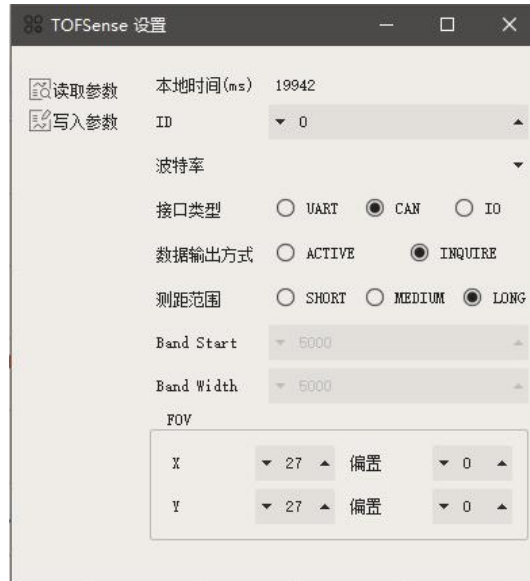 TOFSense 设置
读取参数
写入参数
本地时间(ms) 19942
ID 0
波特率
接口类型 UART CAN IO
数据输出方式 ACTIVE INQUIRE
测距范围 SHORT MEDIUM LONG
Band Start 5000
Band Width 5000
FOV
X 27 偏置 0
Y 27 偏置 0